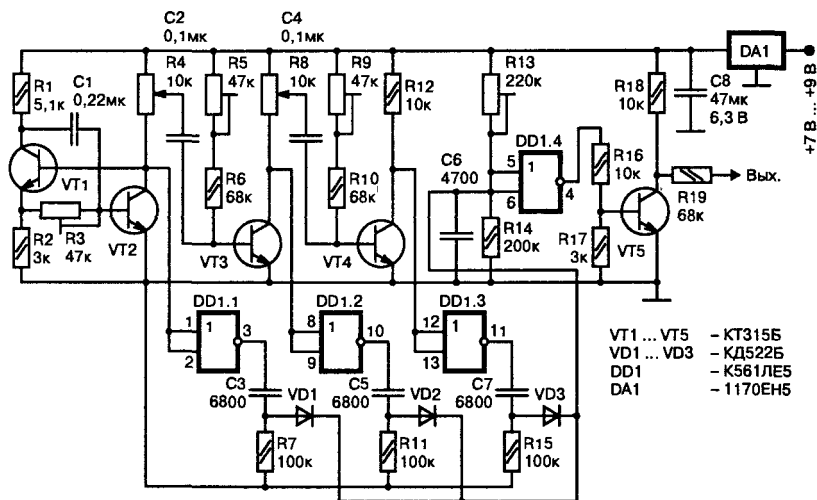 C2
0,1мк
C4
0,1мк
R1
5,1к
C1
0,22мк
R4
10к
R5
47к
R8
10к
R9
47к
R12
10к
R13
220к
R18
10к
C8
47мк
6,3 В
DA1
+7 В ... +9 В
VT1
R2
3к
R3
47к
VT2
R6
68к
VT3
R10
68к
VT4
C6
4700
R14
200к
DD1.4
1
5
6
4
R16
10к
R17
3к
VT5
R19
68к
Вых.
DD1.1
1
1
2
3
DD1.2
1
8
9
10
DD1.3
1
12
13
11
C3
6800
VD1
C5
6800
VD2
C7
6800
VD3
R7
100к
R11
100к
R15
100к
VT1 ... VT5 – КТ315Б
VD1 ... VD3 – КД522Б
DD1 – К561ЛЕ5
DA1 – 1170ЕН5